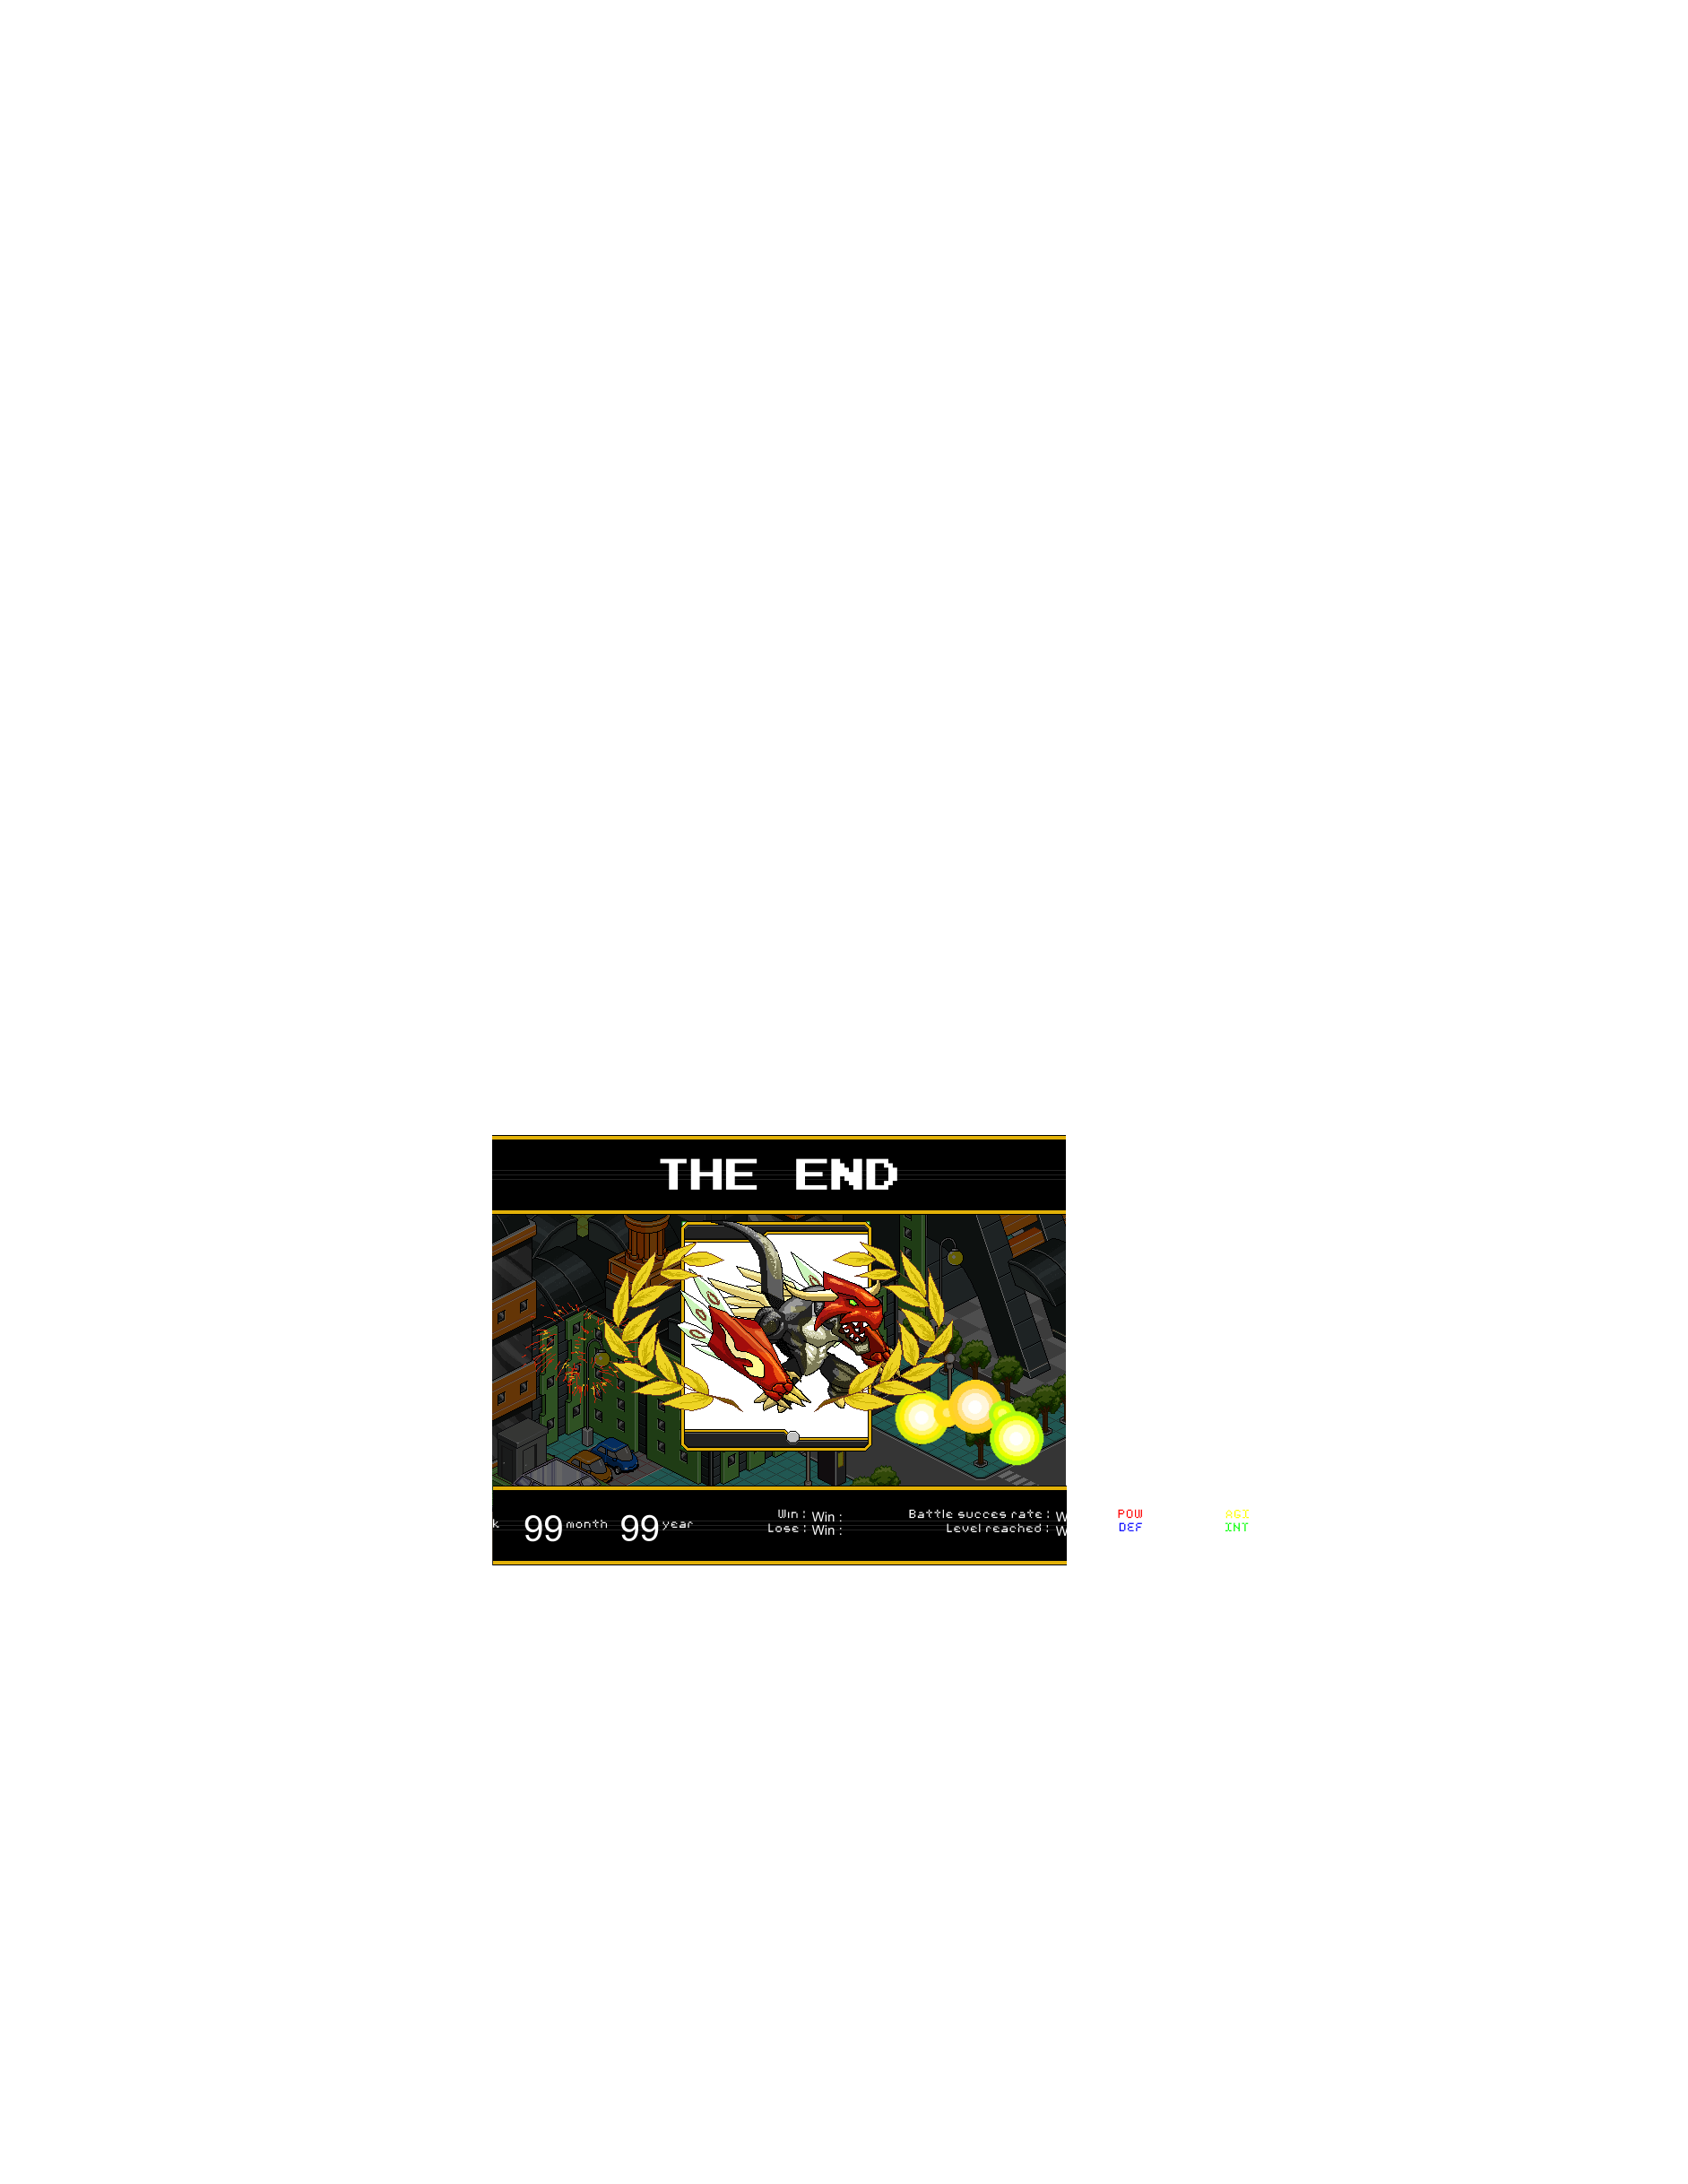 THE END
k 99 month 99 year
Win : Win :
Lose : Win :
Battle succes rate : W
Level reached : W
POW AGI
DEF INT